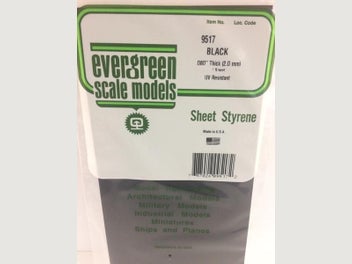 Item No. Loc. Code
9517
BLACK
.080" Thick (2.0 mm)
UV Resistant
evergreen
scale models
Sheet Styrene
Made in U.S.A.
Architectural Models
Military Models
Industrial Models
Miniatures
Ships and Planes